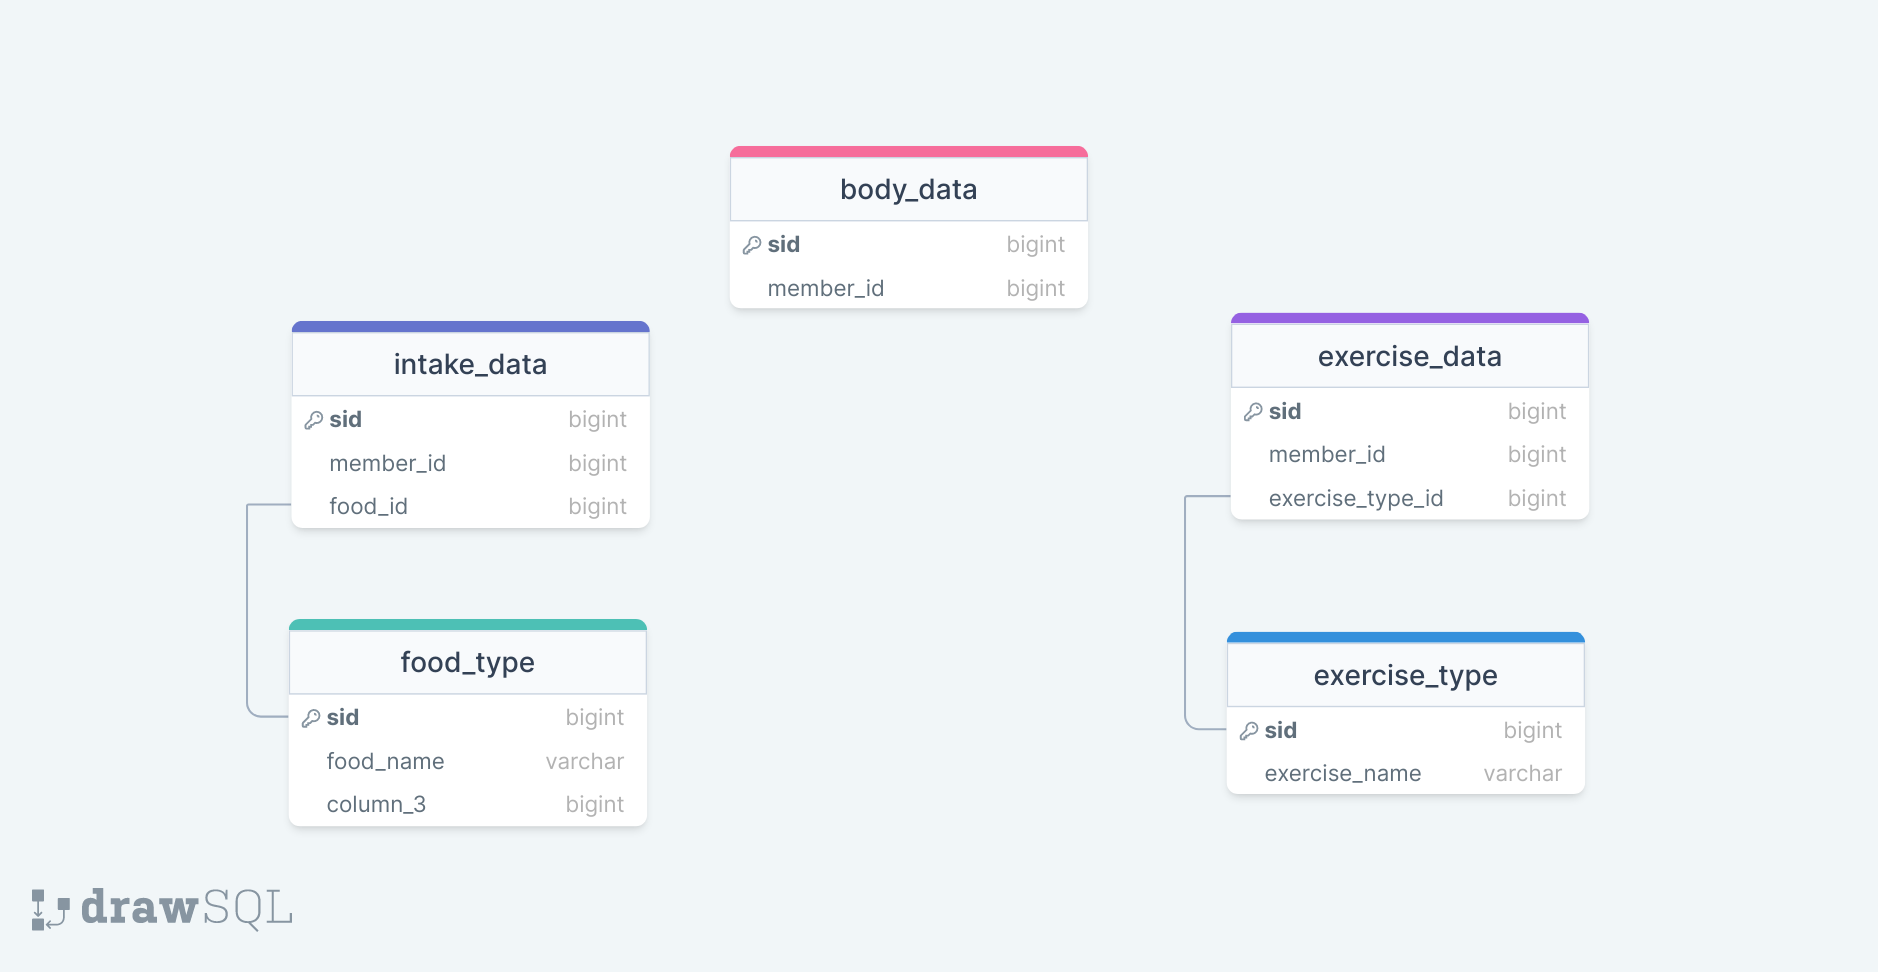 body_data
sid bigint
member_id bigint
intake_data
sid bigint
member_id bigint
food_id bigint
exercise_data
sid bigint
member_id bigint
exercise_type_id bigint
food_type
sid bigint
food_name varchar
column_3 bigint
exercise_type
sid bigint
exercise_name varchar
drawSQL